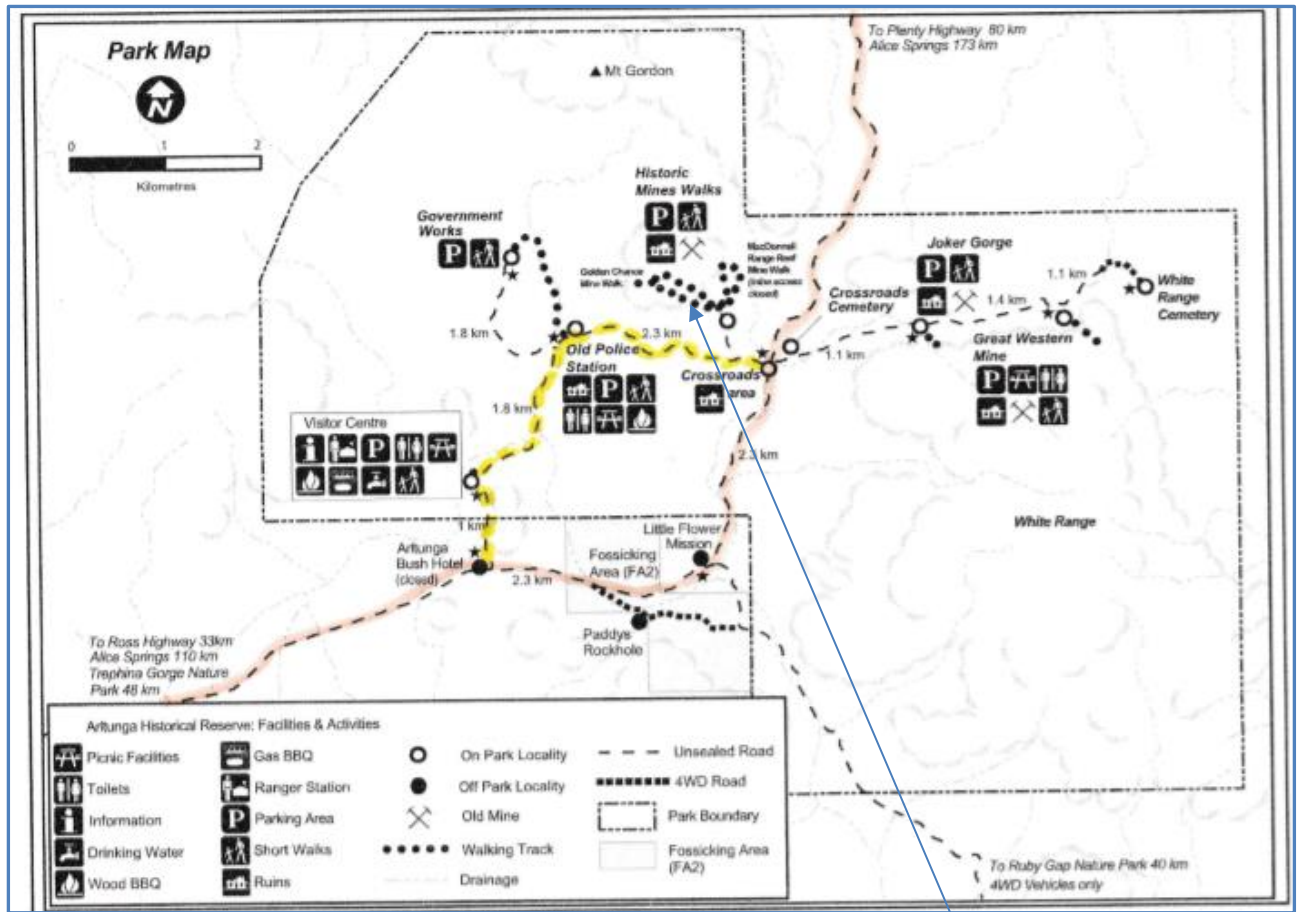 Park Map
N
0 1 2
Kilometres
To Plenty Highway 80 km
Alice Springs 173 km
Mt Gordon
Historic
Mines Walks
P
Government
Works
P
Golden Chance
Mine Walk
MacDonnell
Range Reef
Mine Walk
(mine access
closed)
Joker Gorge
P
Crossroads
Cemetery
1.1 km
White
Range
Cemetery
1.4 km
1.1 km
Great Western
Mine
P
1.8 km
2.3 km
Old Police
Station
P
Crossroads
area
1.8 km
Visitor Centre
i
P
2.3 km
1 km
White Range
Arltunga
Bush Hotel
(closed)
Fossicking
Area (FA2)
Little Flower
Mission
2.3 km
Paddys
Rockhole
To Ross Highway 33km
Alice Springs 110 km
Trephina Gorge Nature
Park 48 km
Arltunga Historical Reserve: Facilities & Activities
Picnic Facilities
Toilets
i Information
Drinking Water
Wood BBQ
Gas BBQ
Ranger Station
P Parking Area
Short Walks
Ruins
On Park Locality
Off Park Locality
Old Mine
Walking Track
Drainage
Unsealed Road
4WD Road
Park Boundary
Fossicking Area
(FA2)
To Ruby Gap Nature Park 40 km
4WD Vehicles only